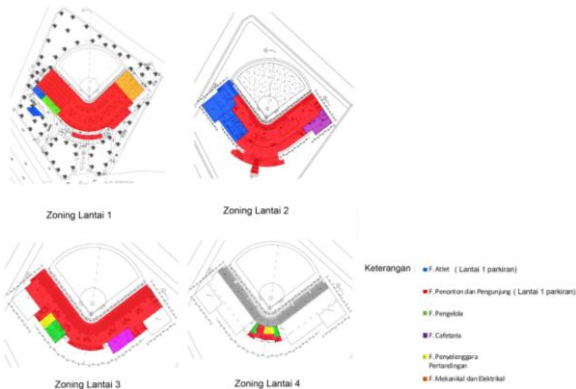 Zoning Lantai 1
Zoning Lantai 2
Zoning Lantai 3
Zoning Lantai 4
Keterangan :
F. Atlet ( Lantai 1 parkiran)
F. Penonton dan Pengunjung ( Lantai 1 parkiran)
F. Pengelola
F. Cafetaria
F. Penyelenggara
Pertandingan
F. Mekanikal dan Elektrikal